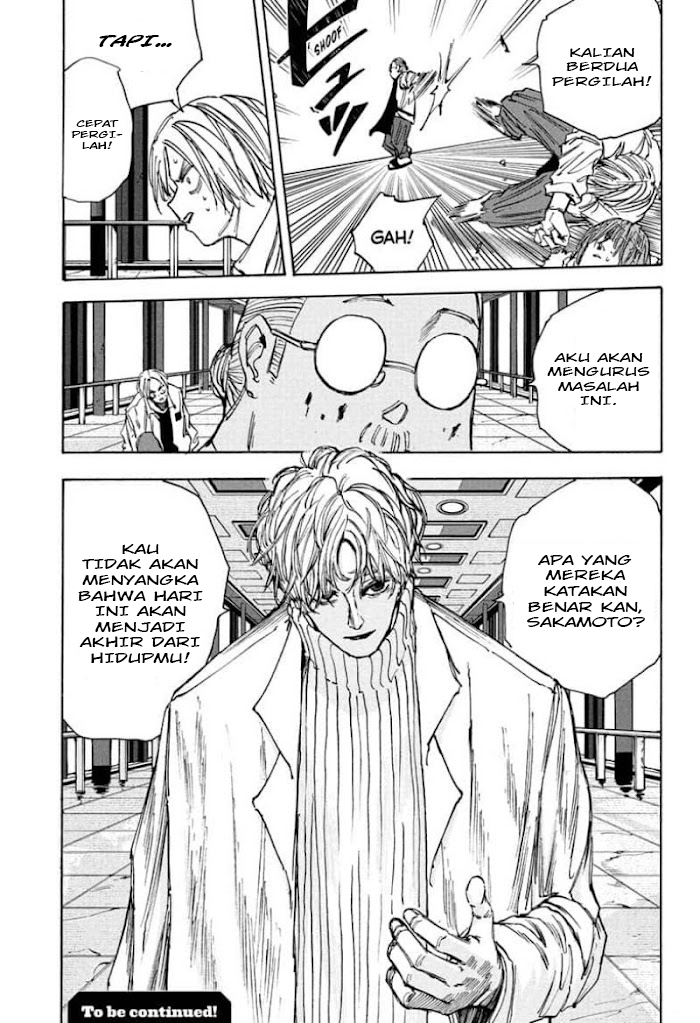 KALIAN
BERDUA
PERGILAH!
SHOOF
GAH!
TAPI...
CEPAT
PERGI-
LAH!
AKU AKAN
MENGURUS
MASALAH
INI.
APA YANG
MEREKA
KATAKAN
BENAR KAN,
SAKAMOTO?
KAU
TIDAK AKAN
MENYANGKA
BAHWA HARI
INI AKAN
MENJADI
AKHIR DARI
HIDUPMU!
To be continued!